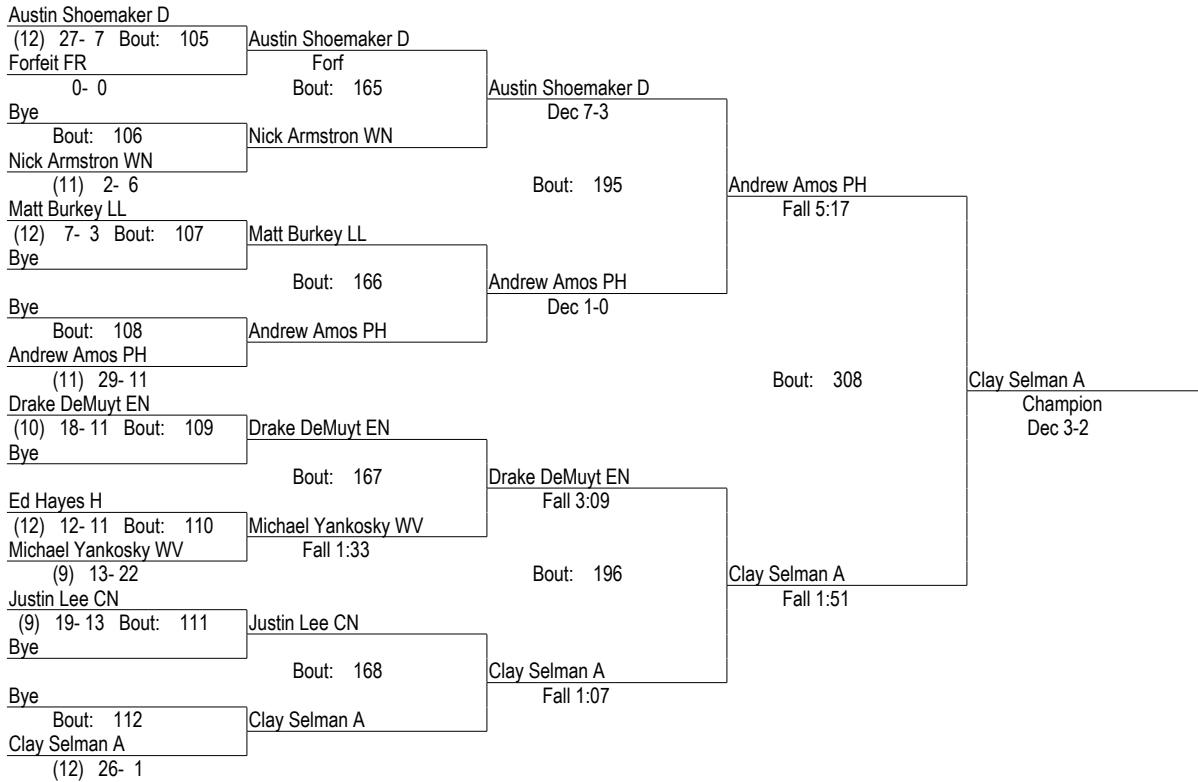 Austin Shoemaker D
(12) 27- 7 Bout: 105
Austin Shoemaker D
Forfeit FR
Forf
0- 0
Bout: 165
Austin Shoemaker D
Bye
Dec 7-3
Bout: 106
Nick Armstron WN
Nick Armstron WN
(11) 2- 6
Bout: 195
Andrew Amos PH
Matt Burkey LL
Fall 5:17
(12) 7- 3 Bout: 107
Matt Burkey LL
Bye
Bout: 166
Andrew Amos PH
Bye
Dec 1-0
Bout: 108
Andrew Amos PH
Andrew Amos PH
(11) 29- 11
Bout: 308
Clay Selman A
Drake DeMuyt EN
Champion
(10) 18- 11 Bout: 109
Drake DeMuyt EN
Dec 3-2
Bye
Bout: 167
Drake DeMuyt EN
Ed Hayes H
Fall 3:09
(12) 12- 11 Bout: 110
Michael Yankosky WV
Michael Yankosky WV
Fall 1:33
(9) 13- 22
Bout: 196
Clay Selman A
Justin Lee CN
Fall 1:51
(9) 19- 13 Bout: 111
Justin Lee CN
Bye
Bout: 168
Clay Selman A
Bye
Fall 1:07
Bout: 112
Clay Selman A
Clay Selman A
(12) 26- 1